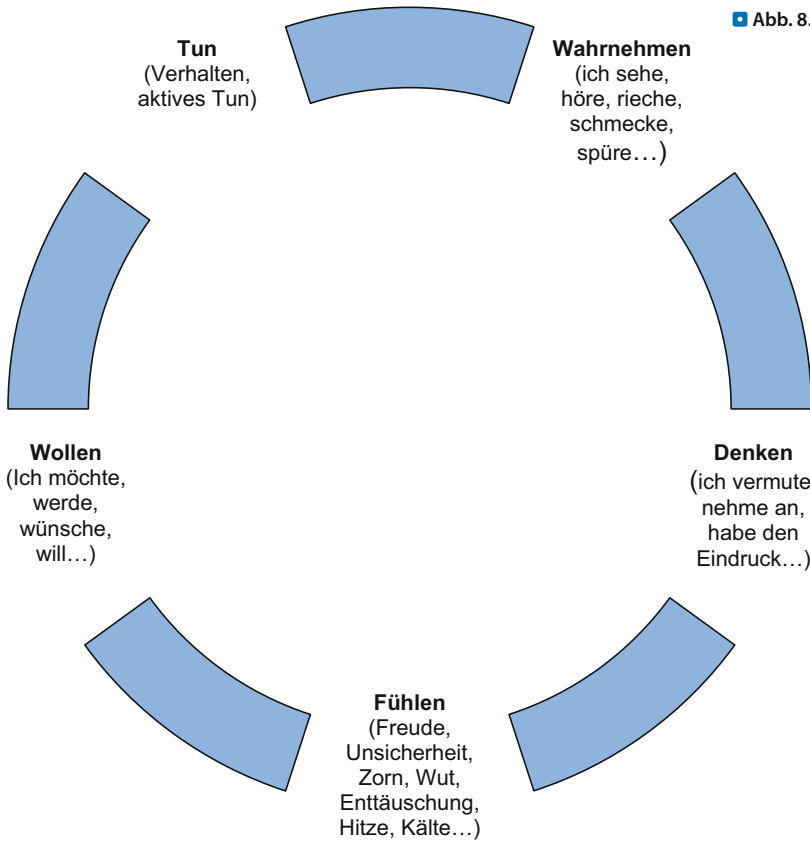 Abb. 8.
Tun
(Verhalten,
aktives Tun)
Wahrnehmen
(ich sehe,
höre, rieche,
schmecke,
spüre…)
Denken
(ich vermute
nehme an,
habe den
Eindruck…)
Fühlen
(Freude,
Unsicherheit,
Zorn, Wut,
Enttäuschung,
Hitze, Kälte…)
Wollen
(Ich möchte,
werde,
wünsche,
will…)